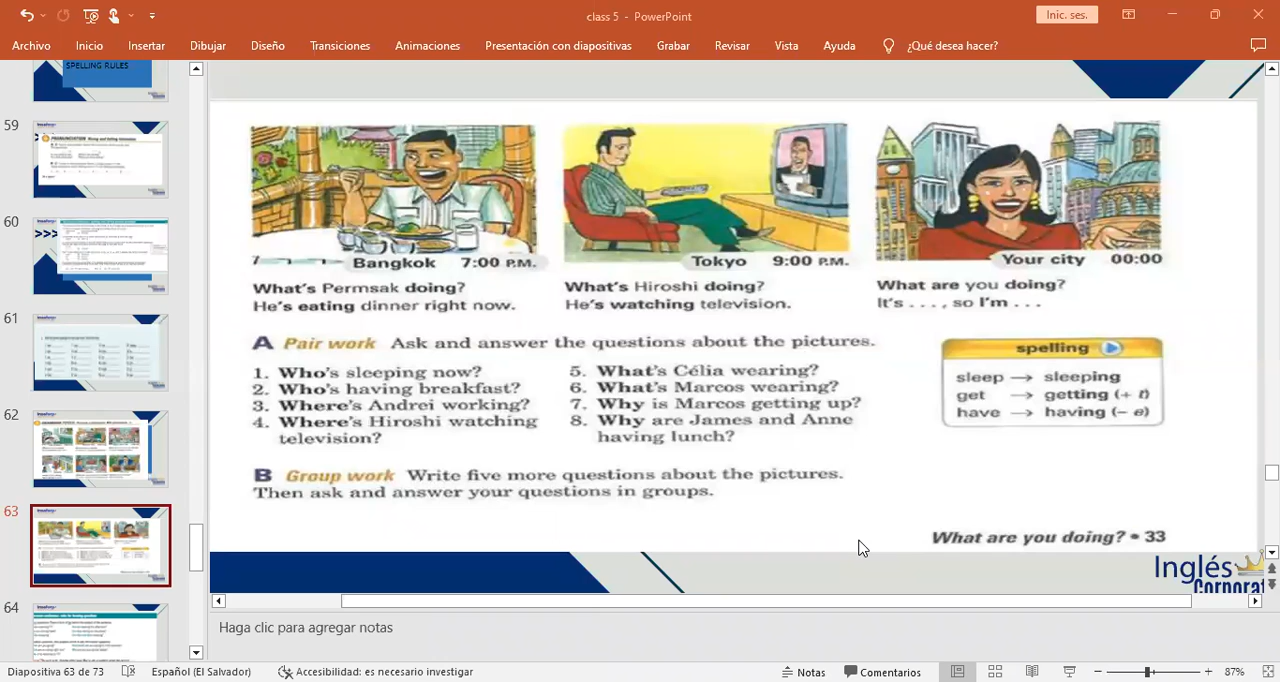 class 5 - PowerPoint
Inic. ses.
Archivo Inicio Insertar Dibujar Diseño Transiciones Animaciones Presentación con diapositivas Grabar Revisar Vista Ayuda ¿Qué desea hacer?
SPELLING RULES
59
60
61
62
63
64
Bangkok 7:00 P.M.
What's Permsak doing?
He's eating dinner right now.
Tokyo 9:00 P.M.
What's Hiroshi doing?
He's watching television.
Your city 00:00
What are you doing?
It's . . . , so I'm . . .
A Pair work Ask and answer the questions about the pictures.
1. Who's sleeping now?
2. Who's having breakfast?
3. Where's Andrei working?
4. Where's Hiroshi watching
television?
5. What's Célia wearing?
6. What's Marcos wearing?
7. Why is Marcos getting up?
8. Why are James and Anne
having lunch?
spelling
sleep → sleeping
get → getting (+ t)
have → having (− e)
B Group work Write five more questions about the pictures.
Then ask and answer your questions in groups.
What are you doing? • 33
Inglés
Corporat
Haga clic para agregar notas
Diapositiva 63 de 73 Español (El Salvador) Accesibilidad: es necesario investigar Notas Comentarios 87%